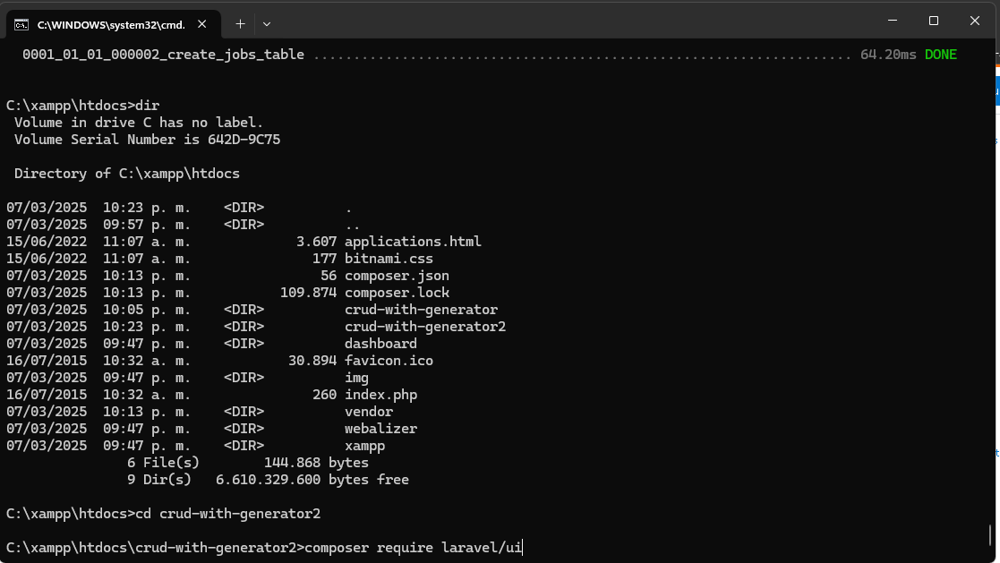 C:\WINDOWS\system32\cmd.
0001_01_01_000002_create_jobs_table .................................................................. 64.20ms DONE
C:\xampp\htdocs>dir
Volume in drive C has no label.
Volume Serial Number is 642D-9C75
Directory of C:\xampp\htdocs
07/03/2025  10:23 p. m.    <DIR>          .
07/03/2025  09:57 p. m.    <DIR>          ..
15/06/2022  11:07 a. m.             3.607 applications.html
15/06/2022  11:07 a. m.               177 bitnami.css
07/03/2025  10:13 p. m.                56 composer.json
07/03/2025  10:13 p. m.           109.874 composer.lock
07/03/2025  10:05 p. m.    <DIR>          crud-with-generator
07/03/2025  10:23 p. m.    <DIR>          crud-with-generator2
07/03/2025  09:47 p. m.    <DIR>          dashboard
16/07/2015  10:32 a. m.            30.894 favicon.ico
07/03/2025  09:47 p. m.    <DIR>          img
16/07/2015  10:32 a. m.               260 index.php
07/03/2025  10:13 p. m.    <DIR>          vendor
07/03/2025  09:47 p. m.    <DIR>          webalizer
07/03/2025  09:47 p. m.    <DIR>          xampp
6 File(s)        144.868 bytes
9 Dir(s)   6.610.329.600 bytes free
C:\xampp\htdocs>cd crud-with-generator2
C:\xampp\htdocs\crud-with-generator2>composer require laravel/ui